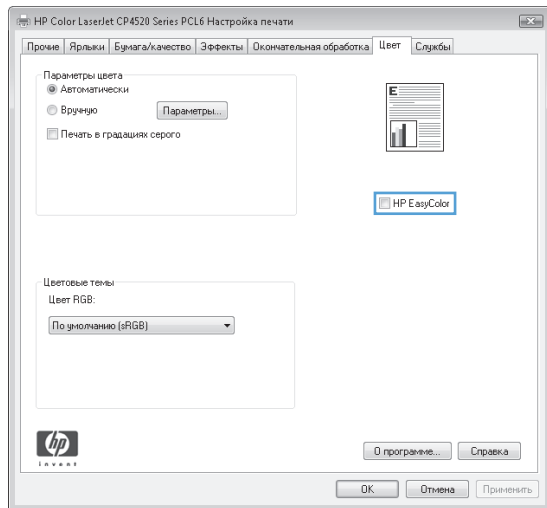 HP Color LaserJet CP4520 Series PCL6 Настройка печати
Прочие Ярлыки Бумага/качество Эффекты Окончательная обработка Цвет Службы
Параметры цвета
Автоматически
Вручную Параметры...
Печать в градациях серого
E
HP EasyColor
Цветовые темы
Цвет RGB:
По умолчанию (sRGB)
hp
invent
О программе... Справка
OK Отмена Применить